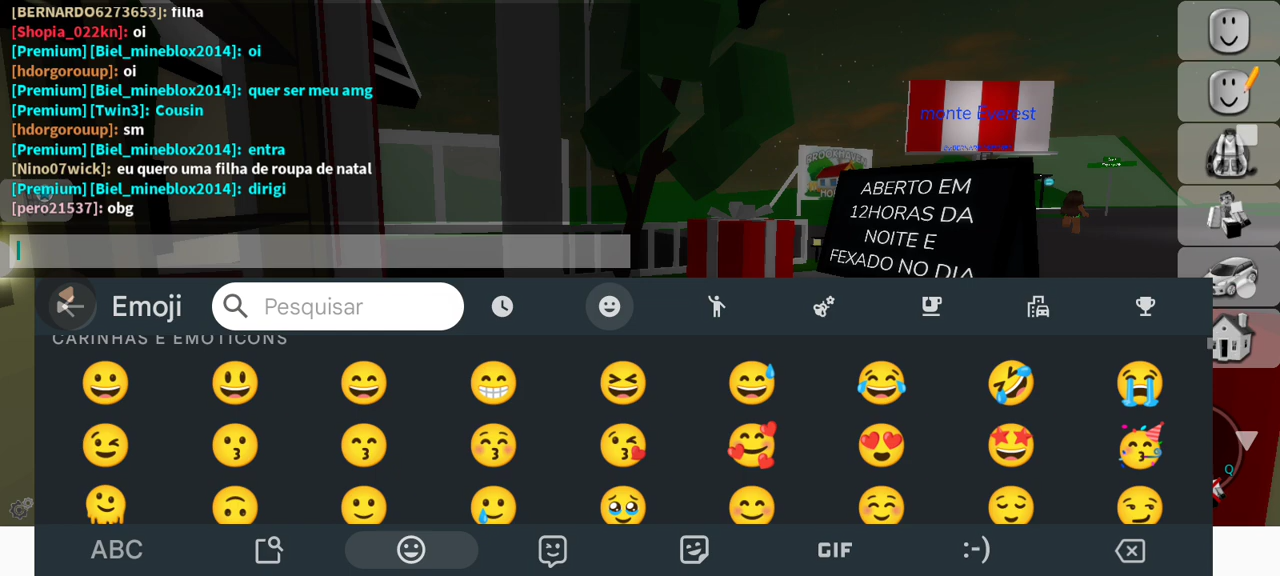 [BERNARDO6273653]: filha
[Shopia_022kn]: oi
[Premium] [Biel_mineblox2014]: oi
[hdorgorouup]: oi
[Premium] [Biel_mineblox2014]: quer ser meu amg
[Premium] [Twin3]: Cousin
[hdorgorouup]: sm
[Premium] [Biel_mineblox2014]: entra
[Nino07wick]: eu quero uma filha de roupa de natal
[Premium] [Biel_mineblox2014]: dirigi
[pero21537]: obg
monte Everest
BROOKHAVEN
ABERTO EM
12HORAS DA
NOITE E
FEXADO NO DIA
Emoji
Pesquisar
CARINHAS E EMOTICONS
Q
ABC
GIF
:-)